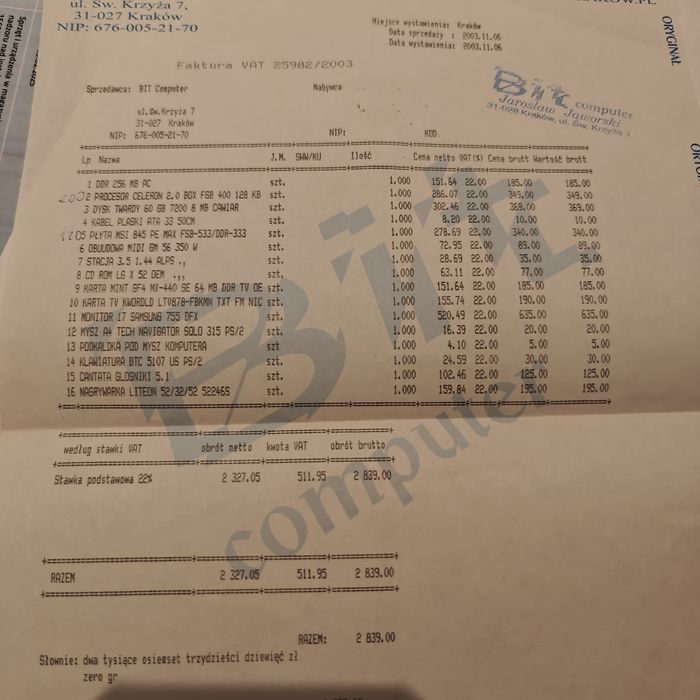 ul. Św. Krzyża 7
31-027 Kraków
NIP: 676-005-21-70
Miejsce wystawienia: Kraków
Data sprzedaży : 2003.11.06
Data wystawienia: 2003.11.06
ORYGINAŁ
Faktura VAT 25982/2003
Sprzedawca: BIT Computer
Nabywca
Bit computer
Jarosław Jaworski
31-028 Kraków, ul. Św. Krzyża 7
ul.Św.Krzyża 7
31-027 Kraków
NIP: 676-005-21-70
NIP:
KOD
Lp Nazwa J.M. SWW/KU Ilość Cena netto VAT(%) Cena brutt Wartość brutt
1 DDR 256 MB PC szt. 1.000 151.64 22.00 185.00 185.00
2 PROCESOR CELERON 2.0 BOX FSB 400 128 KB szt. 1.000 286.07 22.00 349.00 349.00
3 DYSK TWARDY 60 GB 7200 8 MB CAWIAR szt. 1.000 302.46 22.00 369.00 369.00
4 KABEL PLASKI ATA 33 50CM szt. 1.000 8.20 22.00 10.00 10.00
5 PŁYTA MSI 845 PE MAX FSB-533/DDR-333 szt. 1.000 278.69 22.00 340.00 340.00
6 OBUUDOWA MIDI 6M 56 350 W szt. 1.000 72.95 22.00 89.00 89.00
7 STACJA 3.5 1.44 ALPS szt. 1.000 28.69 22.00 35.00 35.00
8 CD ROM LG X 52 OEM szt. 1.000 63.11 22.00 77.00 77.00
9 KARTA MINT GF4 MX-440 SE 64 MB DDR TV OE szt. 1.000 151.64 22.00 185.00 185.00
10 KARTA TV KWORLD LTV878-FBKMN TXT FM NIC szt. 1.000 155.74 22.00 190.00 190.00
11 MONITOR 17 SAMSUNG 755 DFX szt. 1.000 520.49 22.00 635.00 635.00
12 MYSZ A4 TECH NAVIGATOR SOLO 315 PS/2 szt. 1.000 16.39 22.00 20.00 20.00
13 PODKALDKA POD MYSZ KOMPUTERA szt 1.000 4.10 22.00 5.00 5.00
14 KLAWIATURA BTC 5107 US PS/2 szt. 1.000 24.59 22.00 30.00 30.00
15 CANTATA GLOSNIKI 5.1 szt. 1.000 102.46 22.00 125.00 125.00
16 NAGRYWARKA LITEON 52/32/52 52246S szt. 1.000 159.84 22.00 195.00 195.00
Bit computer
według stawki VAT obrót netto kwota VAT obrót brutto
Stawka podstawowa 22% 2 327.05 511.95 2 839.00
RAZEM 2 327.05 511.95 2 839.00
RAZEM: 2 839.00
Słownie: dwa tysiące osiemset trzydzieści dziewięć zł
zero gr